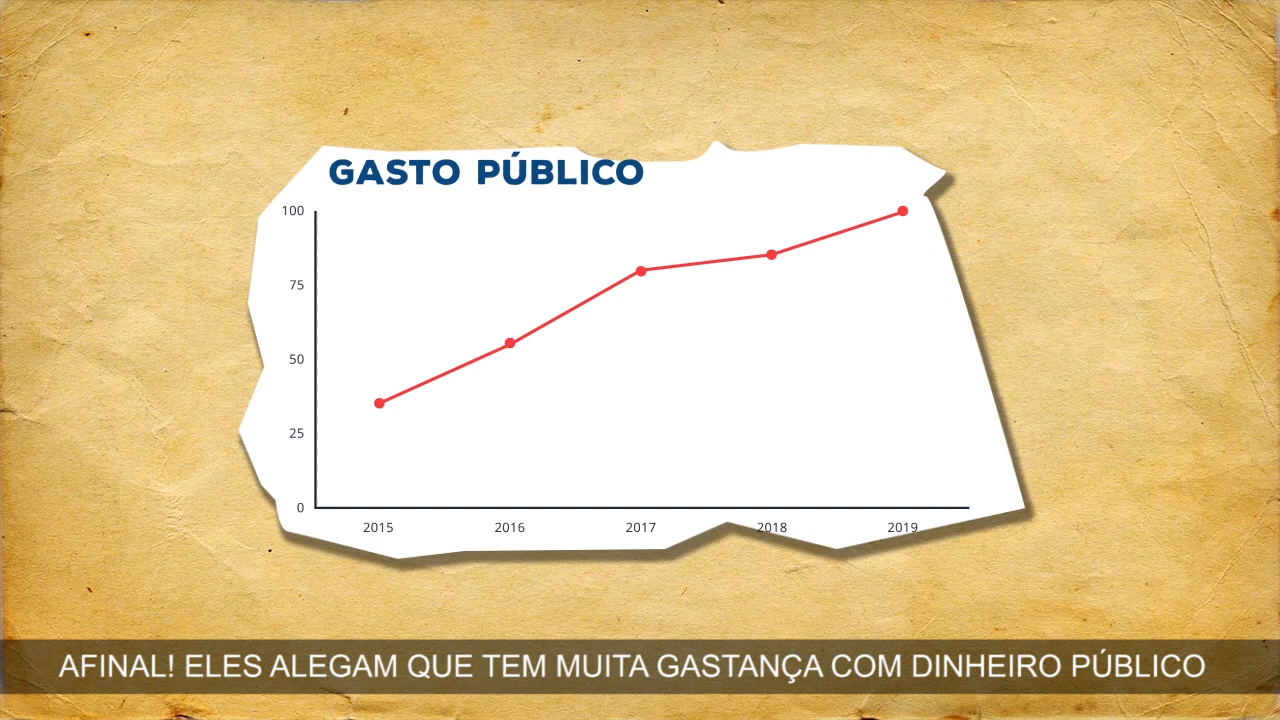 GASTO PÚBLICO
100
75
50
25
0
2015 2016 2017 2018 2019
AFINAL! ELES ALEGAM QUE TEM MUITA GASTANÇA COM DINHEIRO PÚBLICO